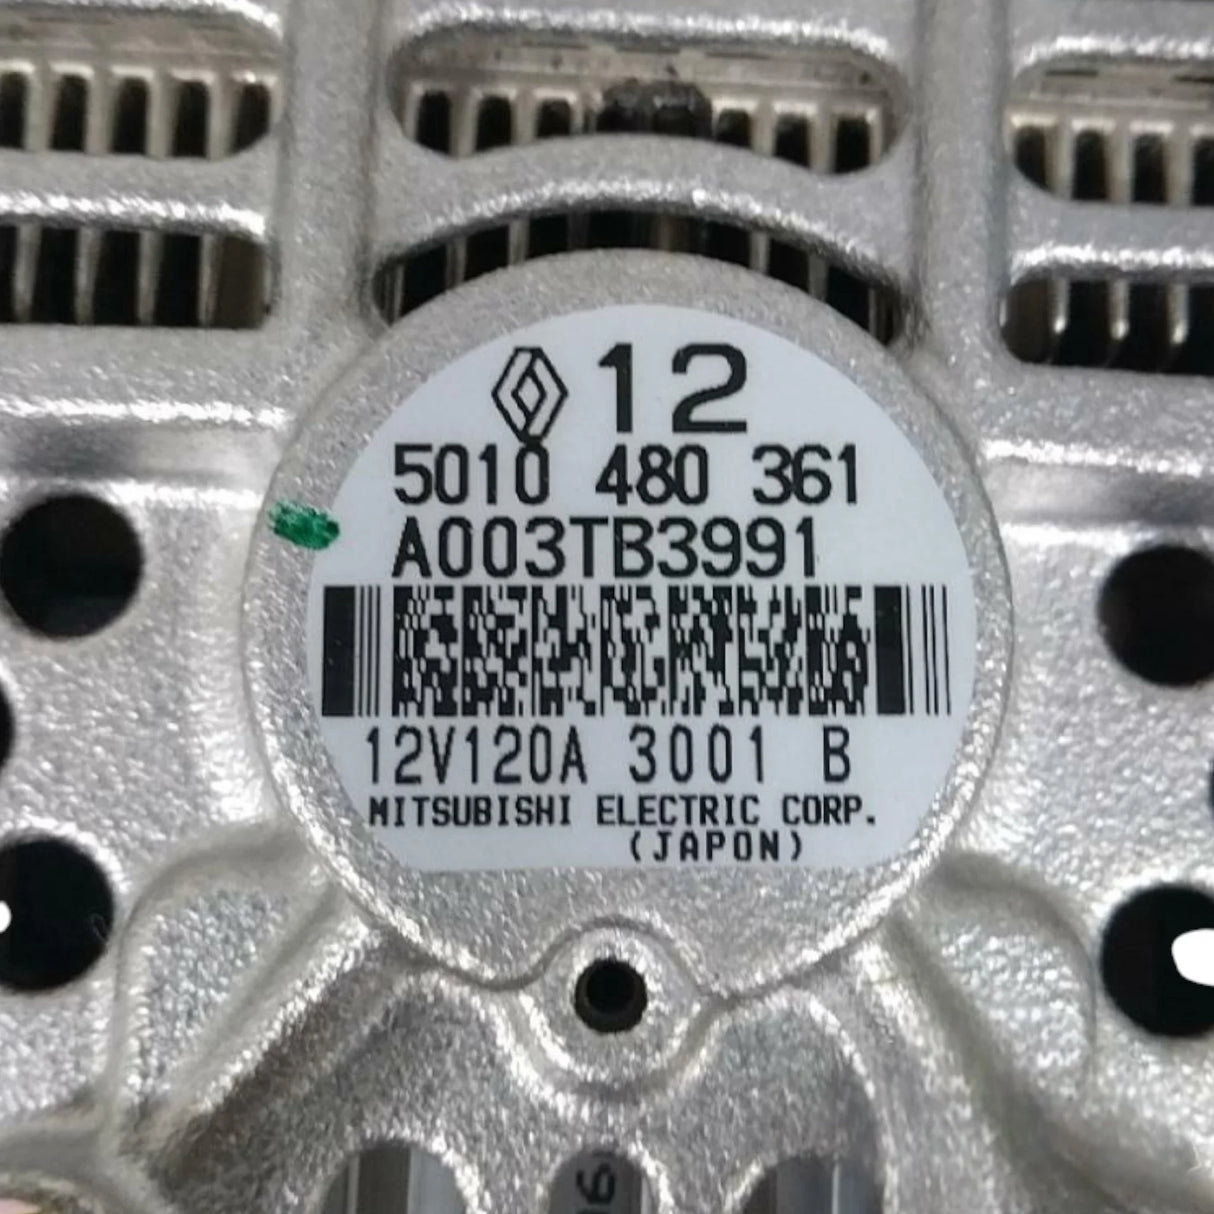 12
5010 480 361
A003TB3991
12V120A 3001 B
MITSUBISHI ELECTRIC CORP.
(JAPON)